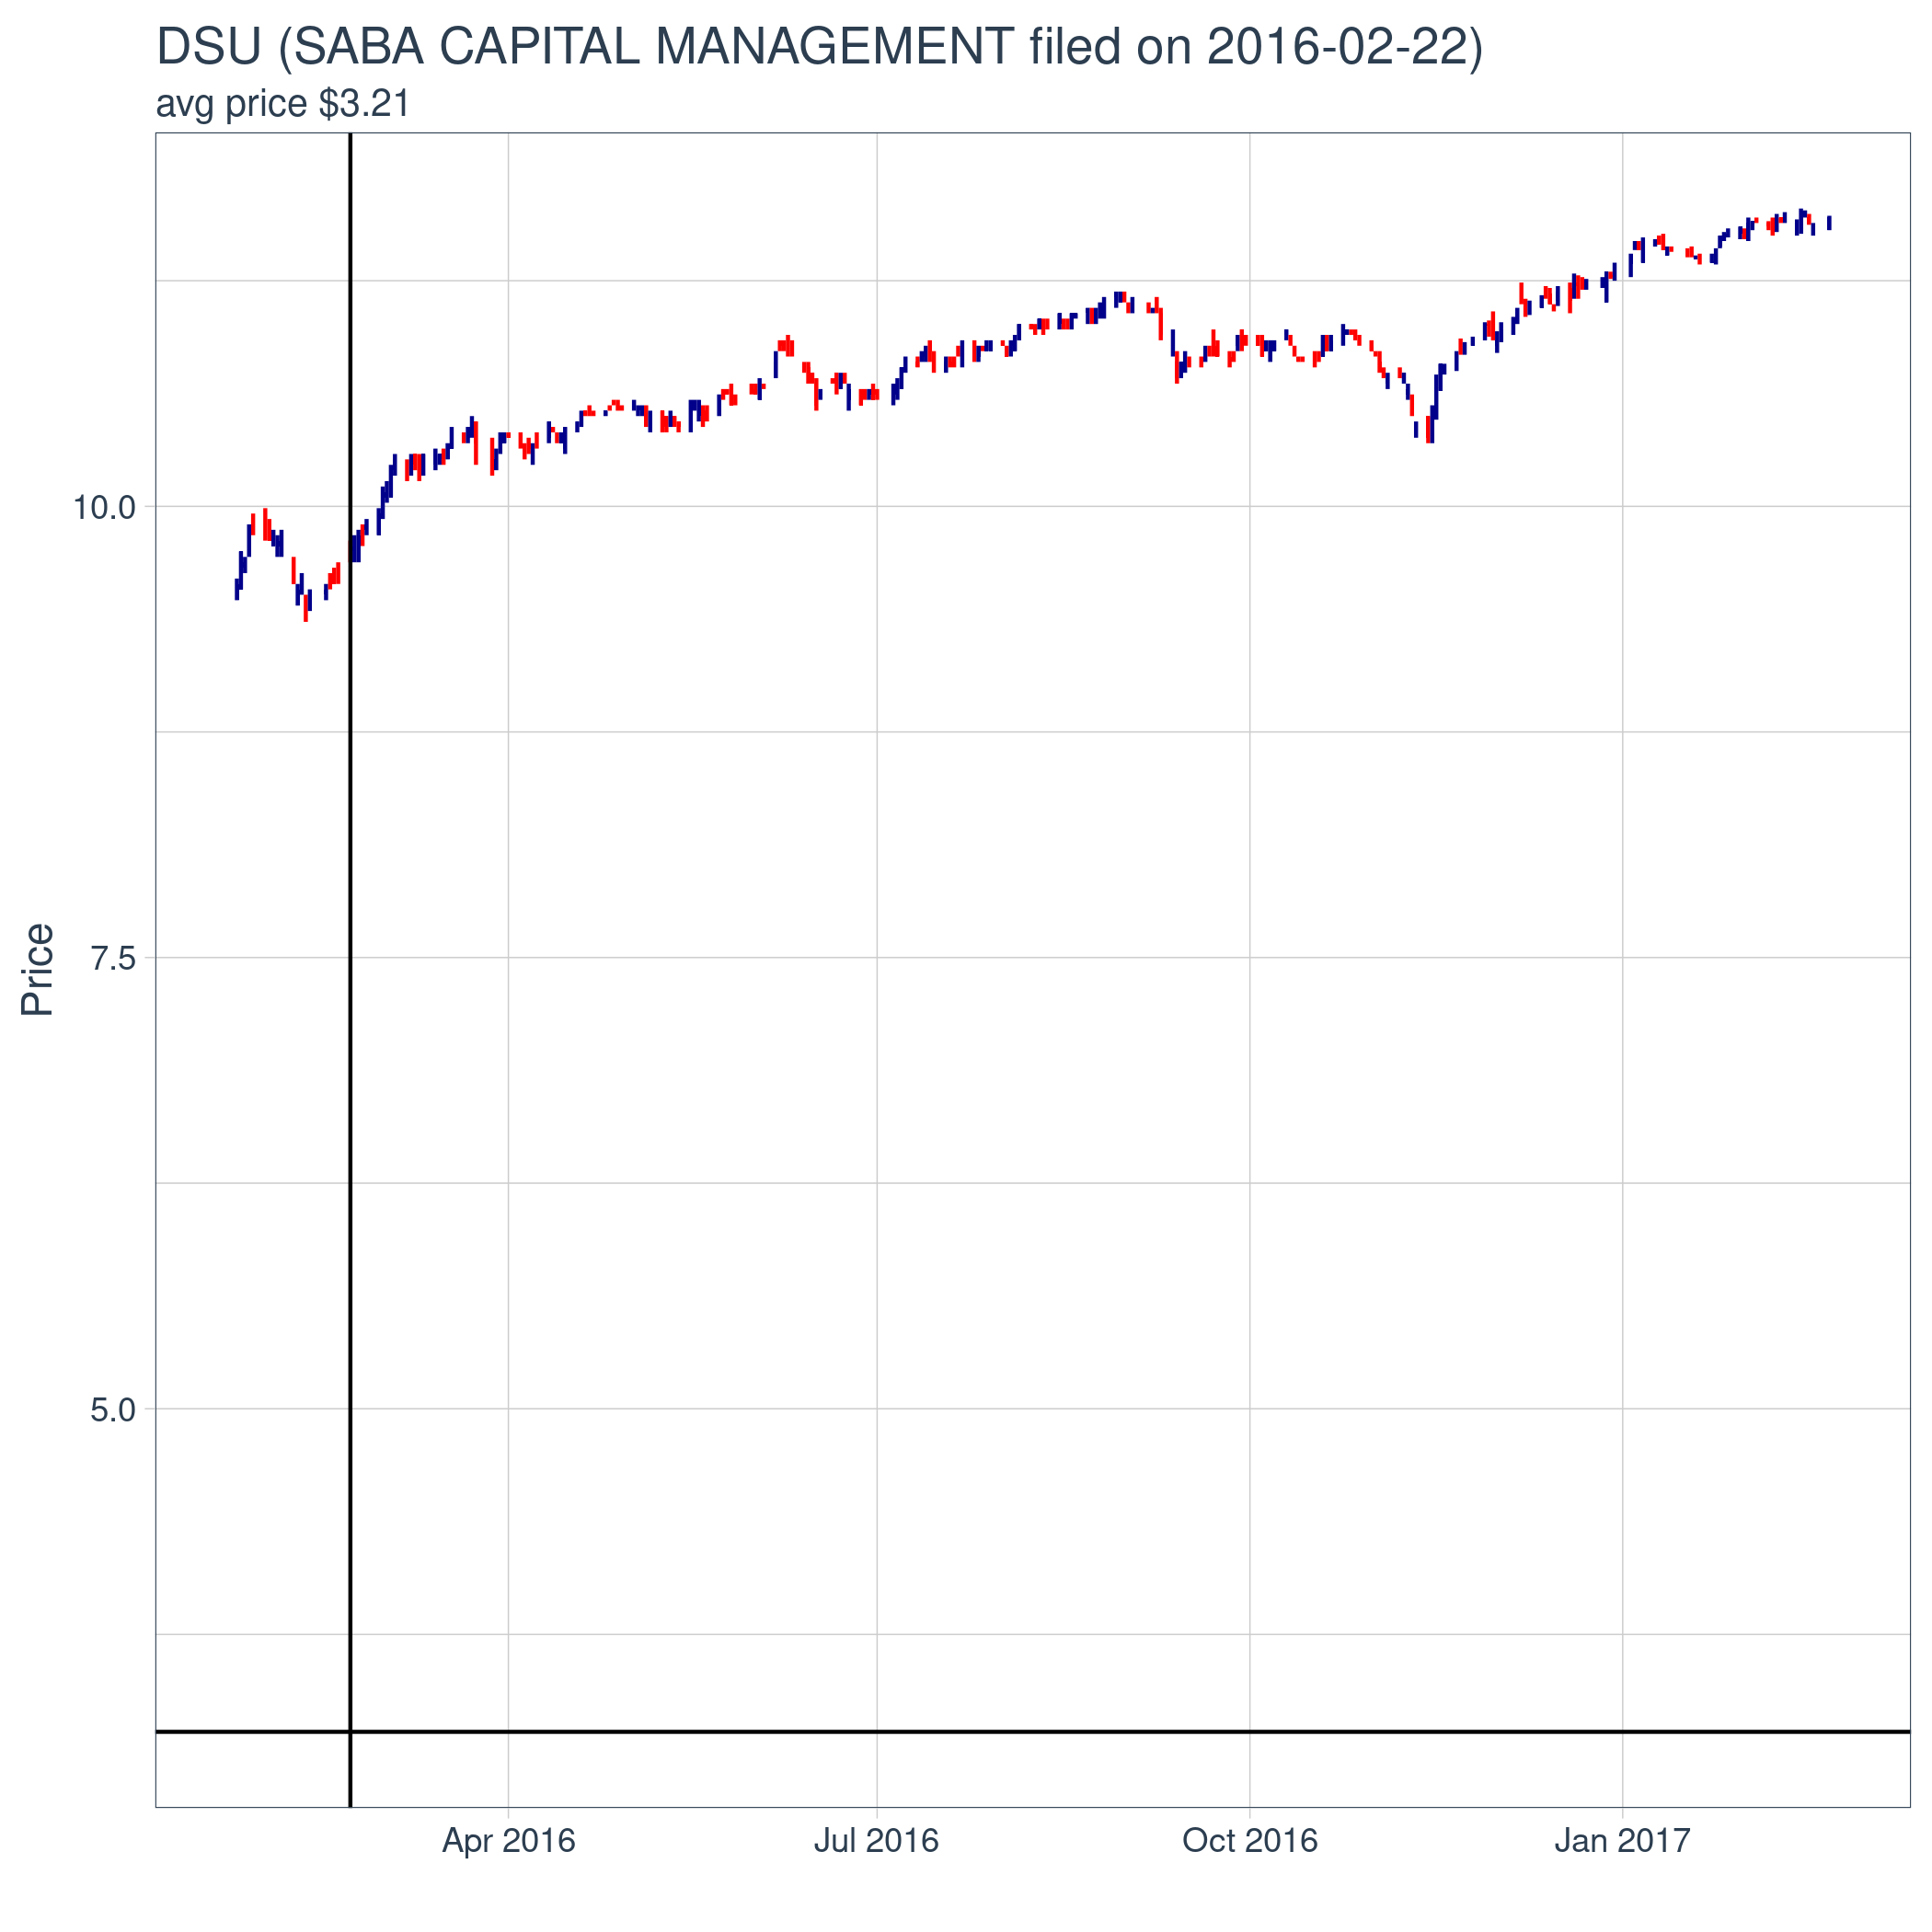 DSU (SABA CAPITAL MANAGEMENT filed on 2016-02-22)
avg price $3.21
10.0
7.5
5.0
Price
Apr 2016
Jul 2016
Oct 2016
Jan 2017